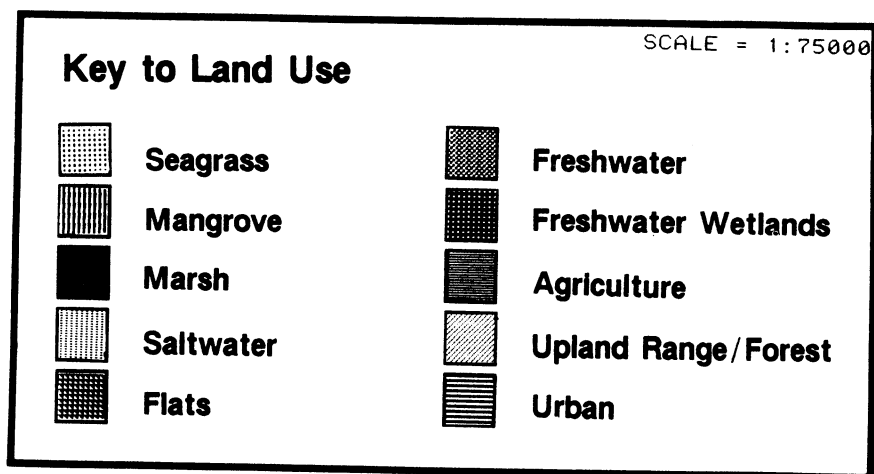 SCALE = 1:75000
Key to Land Use
Seagrass
Mangrove
Marsh
Saltwater
Flats
Freshwater
Freshwater Wetlands
Agriculture
Upland Range/Forest
Urban